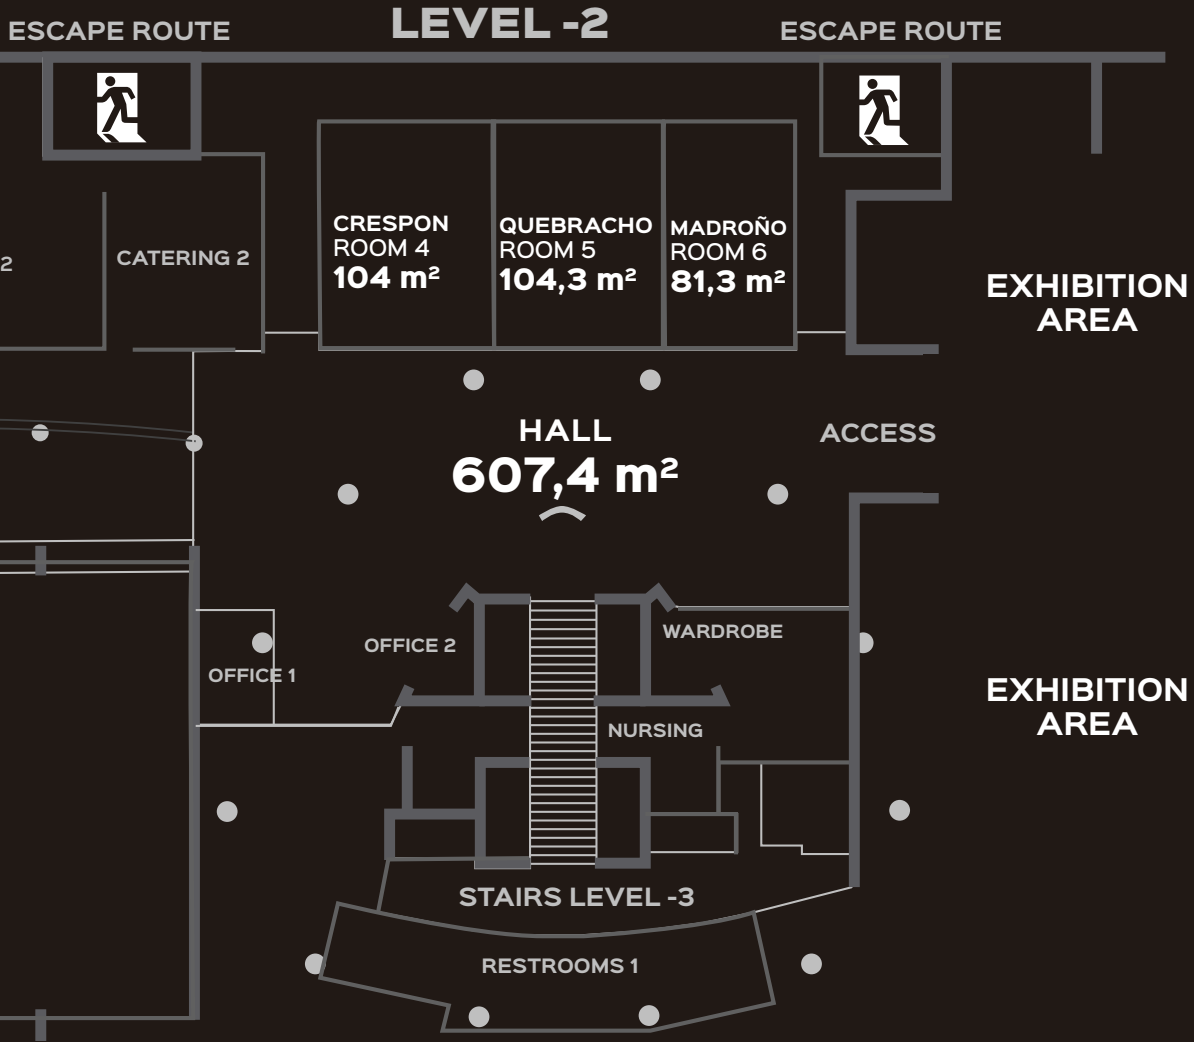 ESCAPE ROUTE
LEVEL -2
ESCAPE ROUTE
CRESPON
ROOM 4
104 m²
QUEBRACHO
ROOM 5
104,3 m²
MADROÑO
ROOM 6
81,3 m²
2
CATERING 2
EXHIBITION
AREA
HALL
607,4 m²
ACCESS
OFFICE 2
WARDROBE
OFFICE 1
EXHIBITION
AREA
NURSING
STAIRS LEVEL -3
RESTROOMS 1